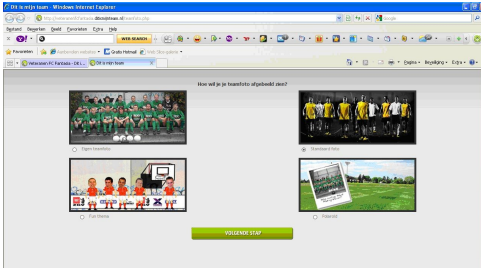 Dit is mijn team - Windows Internet Explorer
Bestand Bewerken Beeld Favorieten Extra Help
WEB SEARCH
Favorieten Gratis Hotmail
Veteranen FC Fantasia - Dit i... Dit is mijn team
Pagina Beveiliging Extra
Hoe wil je je teamfoto afgebeeld zien?
Eigen teamfoto
Standaard foto
Fun thema
Polaroid
VOLGENDE STAP